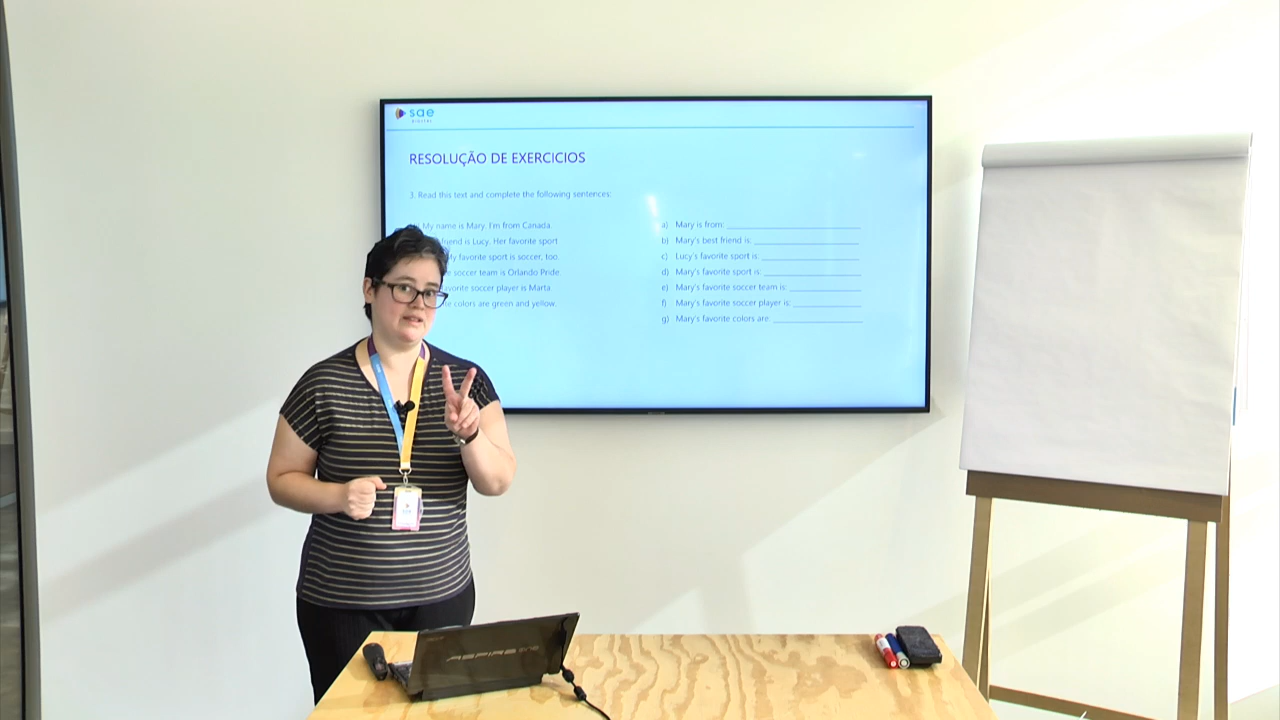 sae
DIGITAL
RESOLUÇÃO DE EXERCICIOS
3. Read this text and complete the following sentences:
My name is Mary. I'm from Canada.
friend is Lucy. Her favorite sport
My favorite sport is soccer, too.
soccer team is Orlando Pride.
soccer player is Marta.
colors are green and yellow.
a) Mary is from:
b) Mary's best friend is:
c) Lucy's favorite sport is:
d) Mary's favorite sport is:
e) Mary's favorite soccer team is:
f) Mary's favorite soccer player is:
g) Mary's favorite colors are: